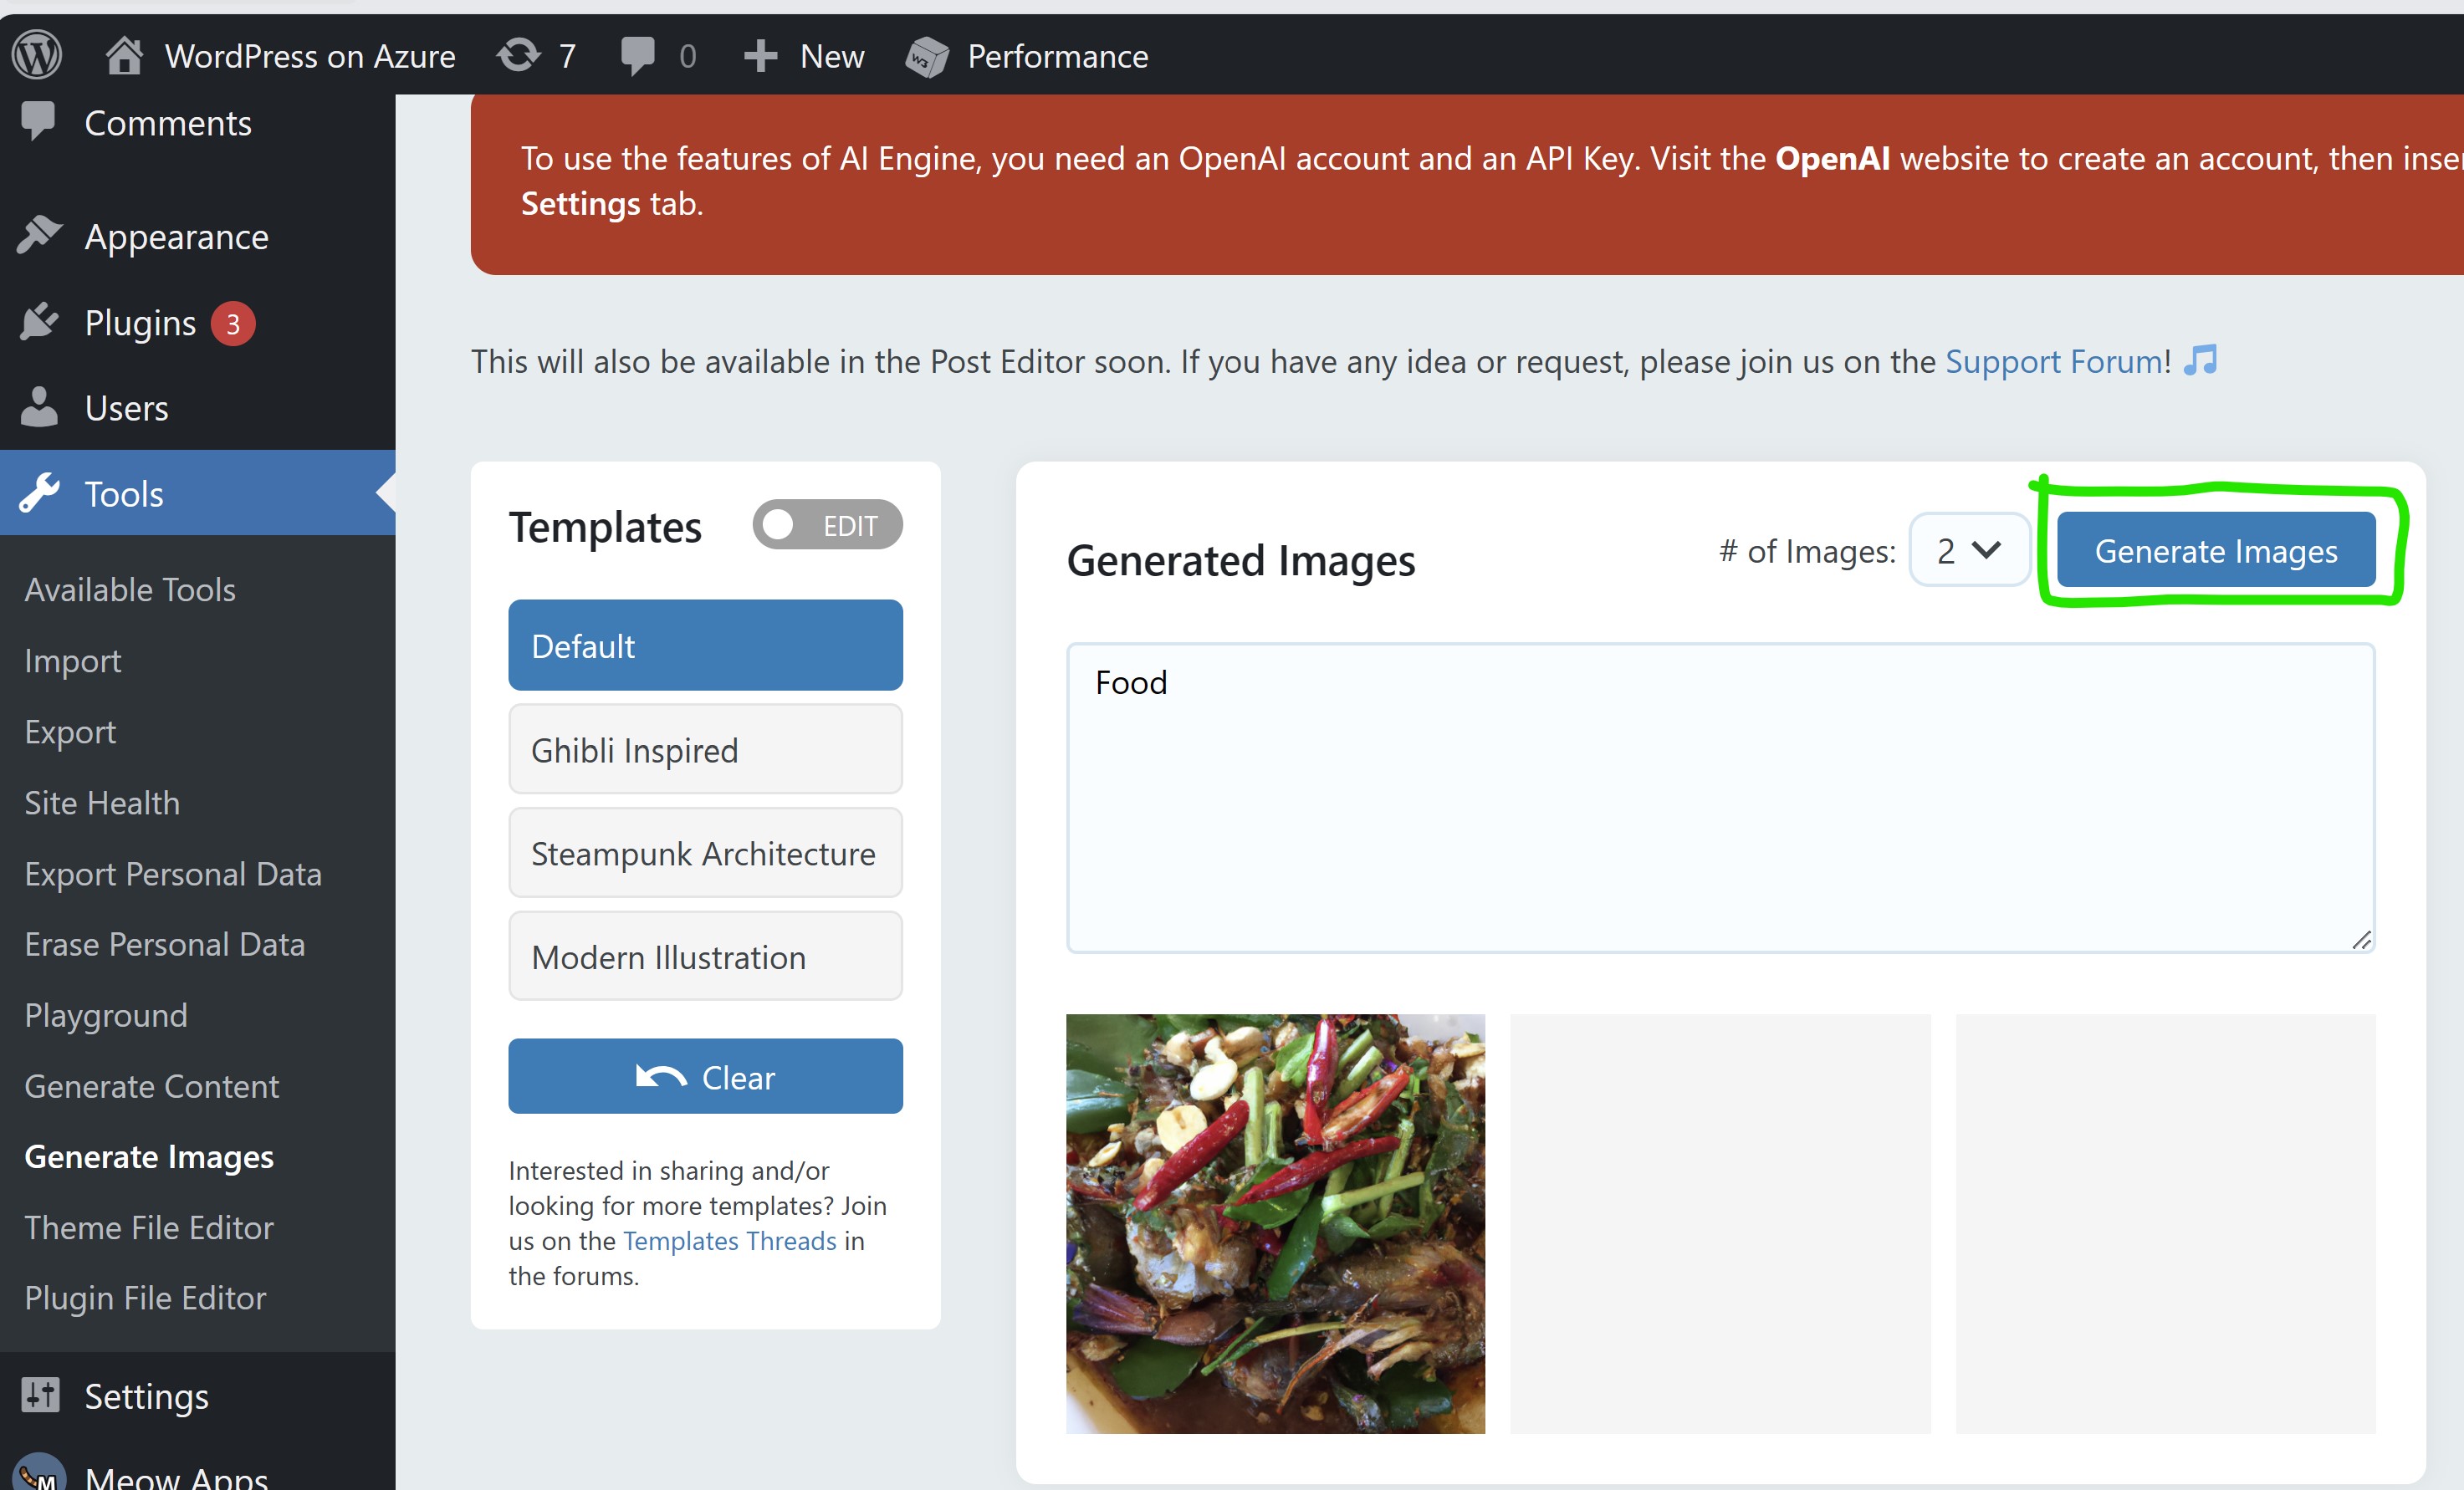 WordPress on Azure 7 0 New Performance
Comments
Appearance
Plugins 3
Users
Tools
Available Tools
Import
Export
Site Health
Export Personal Data
Erase Personal Data
Playground
Generate Content
Generate Images
Theme File Editor
Plugin File Editor
Settings
Meow Apps
To use the features of AI Engine, you need an OpenAI account and an API Key. Visit the OpenAI website to create an account, then
Settings tab.
This will also be available in the Post Editor soon. If you have any idea or request, please join us on the Support Forum!
Templates EDIT
Default
Ghibli Inspired
Steampunk Architecture
Modern Illustration
Clear
Interested in sharing and/or
looking for more templates? Join
us on the Templates Threads in
the forums.
Generated Images # of Images: 2 Generate Images
Food